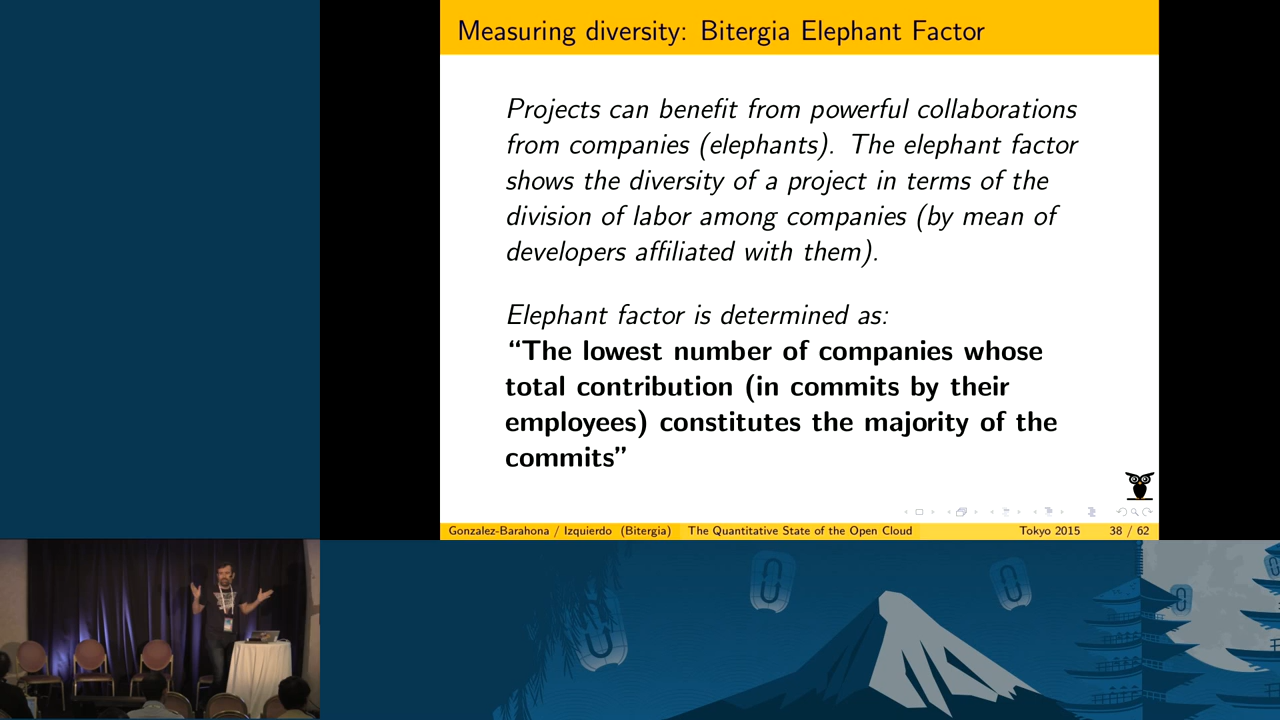 Measuring diversity: Bitergia Elephant Factor
Projects can benefit from powerful collaborations
from companies (elephants). The elephant factor
shows the diversity of a project in terms of the
division of labor among companies (by mean of
developers affiliated with them).
Elephant factor is determined as:
“The lowest number of companies whose
total contribution (in commits by their
employees) constitutes the majority of the
commits”
Gonzalez-Barahona / Izquierdo (Bitergia) The Quantitative State of the Open Cloud Tokyo 2015 38 / 62